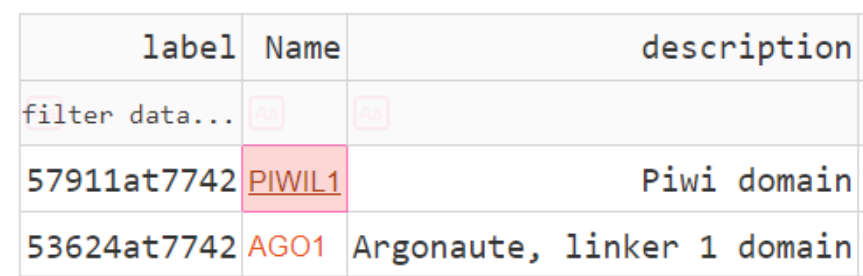 label Name description
filter data... Aa Aa
57911at7742 PIWIL1 Piwi domain
53624at7742 AGO1 Argonaute, linker 1 domain